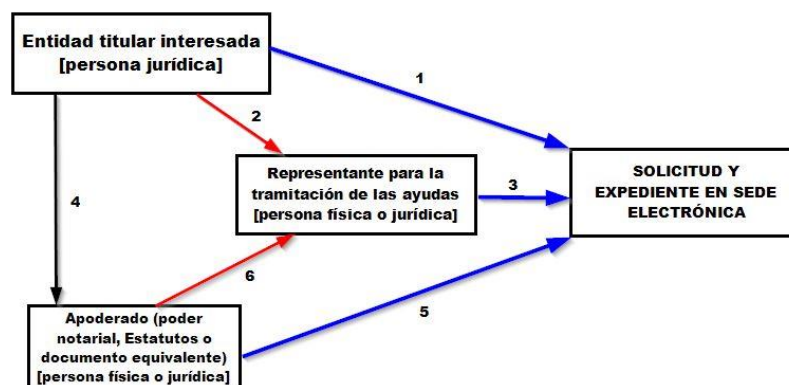 Entidad titular interesada
[persona jurídica]
1
2
Representante para la
tramitación de las ayudas
[persona física o jurídica]
3
SOLICITUD Y
EXPEDIENTE EN SEDE
ELECTRÓNICA
4
6
5
Apoderado (poder
notarial, Estatutos o
documento equivalente)
[persona física o jurídica]